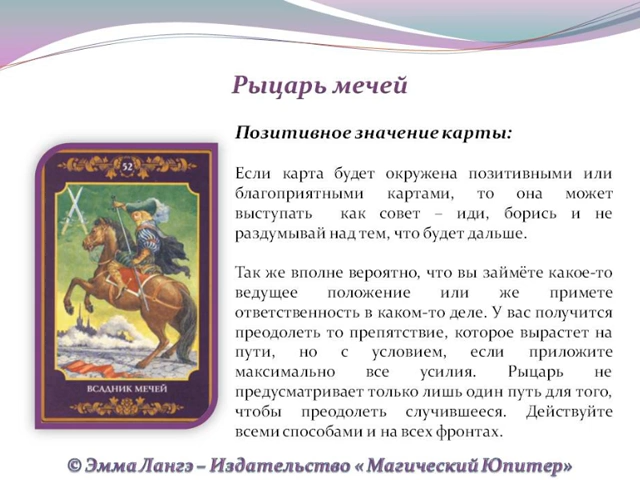 Рыцарь мечей
Позитивное значение карты:
Если карта будет окружена позитивными или
благоприятными картами, то она может
выступать как совет – иди, борись и не
раздумывай над тем, что будет дальше.
Так же вполне вероятно, что вы займёте какое-то
ведущее положение или же примете
ответственность в каком-то деле. У вас получится
преодолеть то препятствие, которое вырастет на
пути, но с условием, если приложите
максимально все усилия. Рыцарь не
предусматривает только лишь один путь для того,
чтобы преодолеть случившееся. Действуйте
всеми способами и на всех фронтах.
52
ВСАДНИК МЕЧЕЙ
© Эмма Лангэ – Издательство « Магический Юпитер»